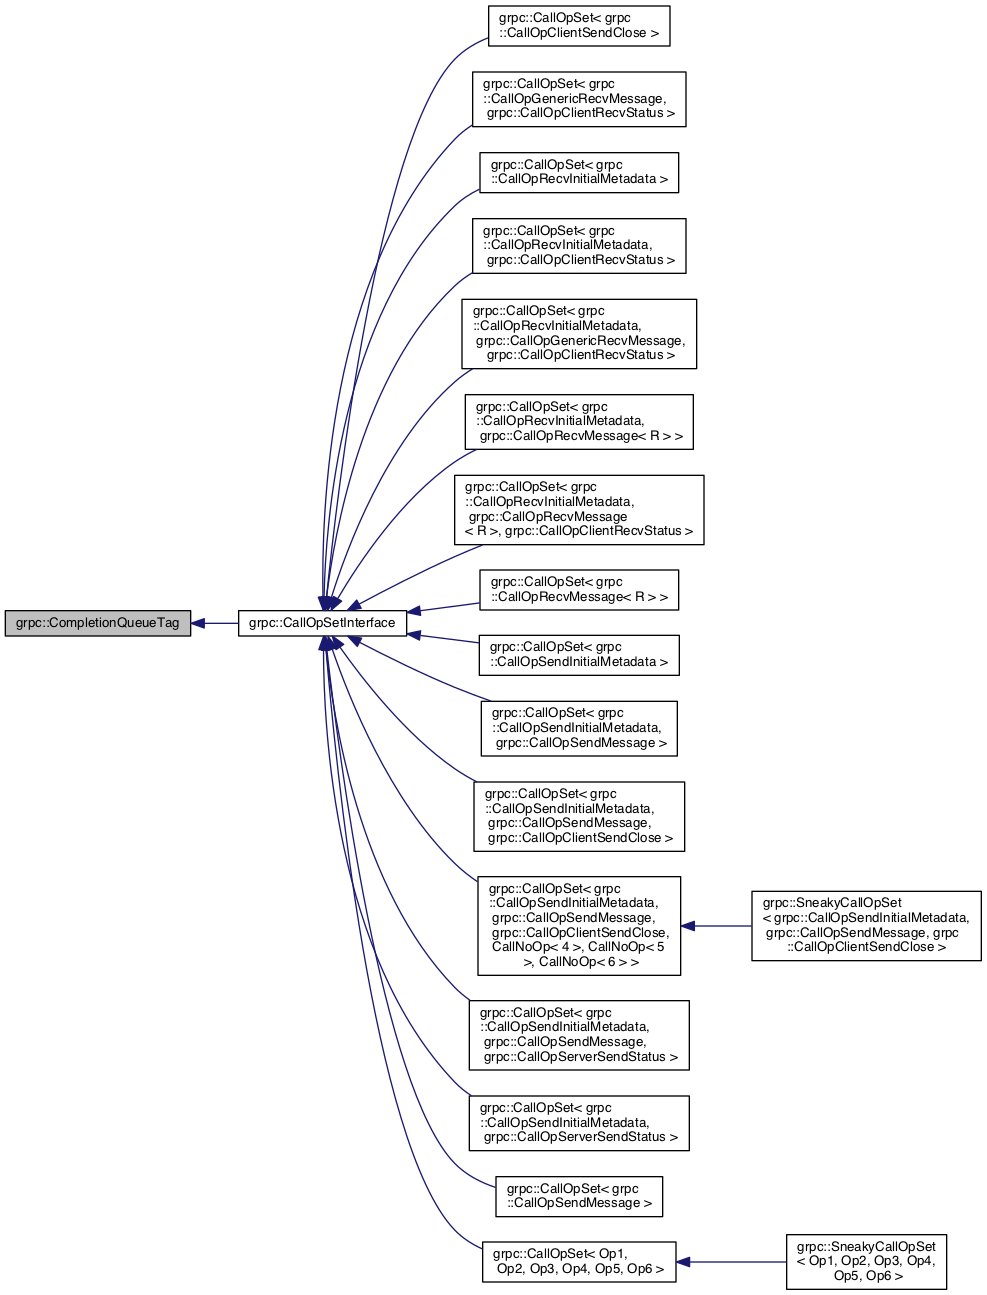 grpc::CallOpSet< grpc
::CallOpClientSendClose >
grpc::CallOpSet< grpc
::CallOpGenericRecvMessage,
grpc::CallOpClientRecvStatus >
grpc::CallOpSet< grpc
::CallOpRecvInitialMetadata >
grpc::CallOpSet< grpc
::CallOpRecvInitialMetadata,
grpc::CallOpClientRecvStatus >
grpc::CallOpSet< grpc
::CallOpRecvInitialMetadata,
grpc::CallOpGenericRecvMessage,
grpc::CallOpClientRecvStatus >
grpc::CallOpSet< grpc
::CallOpRecvInitialMetadata,
grpc::CallOpRecvMessage< R > >
grpc::CallOpSet< grpc
::CallOpRecvInitialMetadata,
grpc::CallOpRecvMessage
< R >, grpc::CallOpClientRecvStatus >
grpc::CallOpSet< grpc
::CallOpRecvMessage< R > >
grpc::CompletionQueueTag
grpc::CallOpSetInterface
grpc::CallOpSet< grpc
::CallOpSendInitialMetadata >
grpc::CallOpSet< grpc
::CallOpSendInitialMetadata,
grpc::CallOpSendMessage >
grpc::CallOpSet< grpc
::CallOpSendInitialMetadata,
grpc::CallOpSendMessage,
grpc::CallOpClientSendClose >
grpc::CallOpSet< grpc
::CallOpSendInitialMetadata,
grpc::CallOpSendMessage,
grpc::CallOpClientSendClose,
CallNoOp< 4 >, CallNoOp< 5
>, CallNoOp< 6 > >
grpc::SneakyCallOpSet
< grpc::CallOpSendInitialMetadata,
grpc::CallOpSendMessage, grpc
::CallOpClientSendClose >
grpc::CallOpSet< grpc
::CallOpSendInitialMetadata,
grpc::CallOpSendMessage,
grpc::CallOpServerSendStatus >
grpc::CallOpSet< grpc
::CallOpSendInitialMetadata,
grpc::CallOpServerSendStatus >
grpc::CallOpSet< grpc
::CallOpSendMessage >
grpc::CallOpSet< Op1,
Op2, Op3, Op4, Op5, Op6 >
grpc::SneakyCallOpSet
< Op1, Op2, Op3, Op4,
Op5, Op6 >